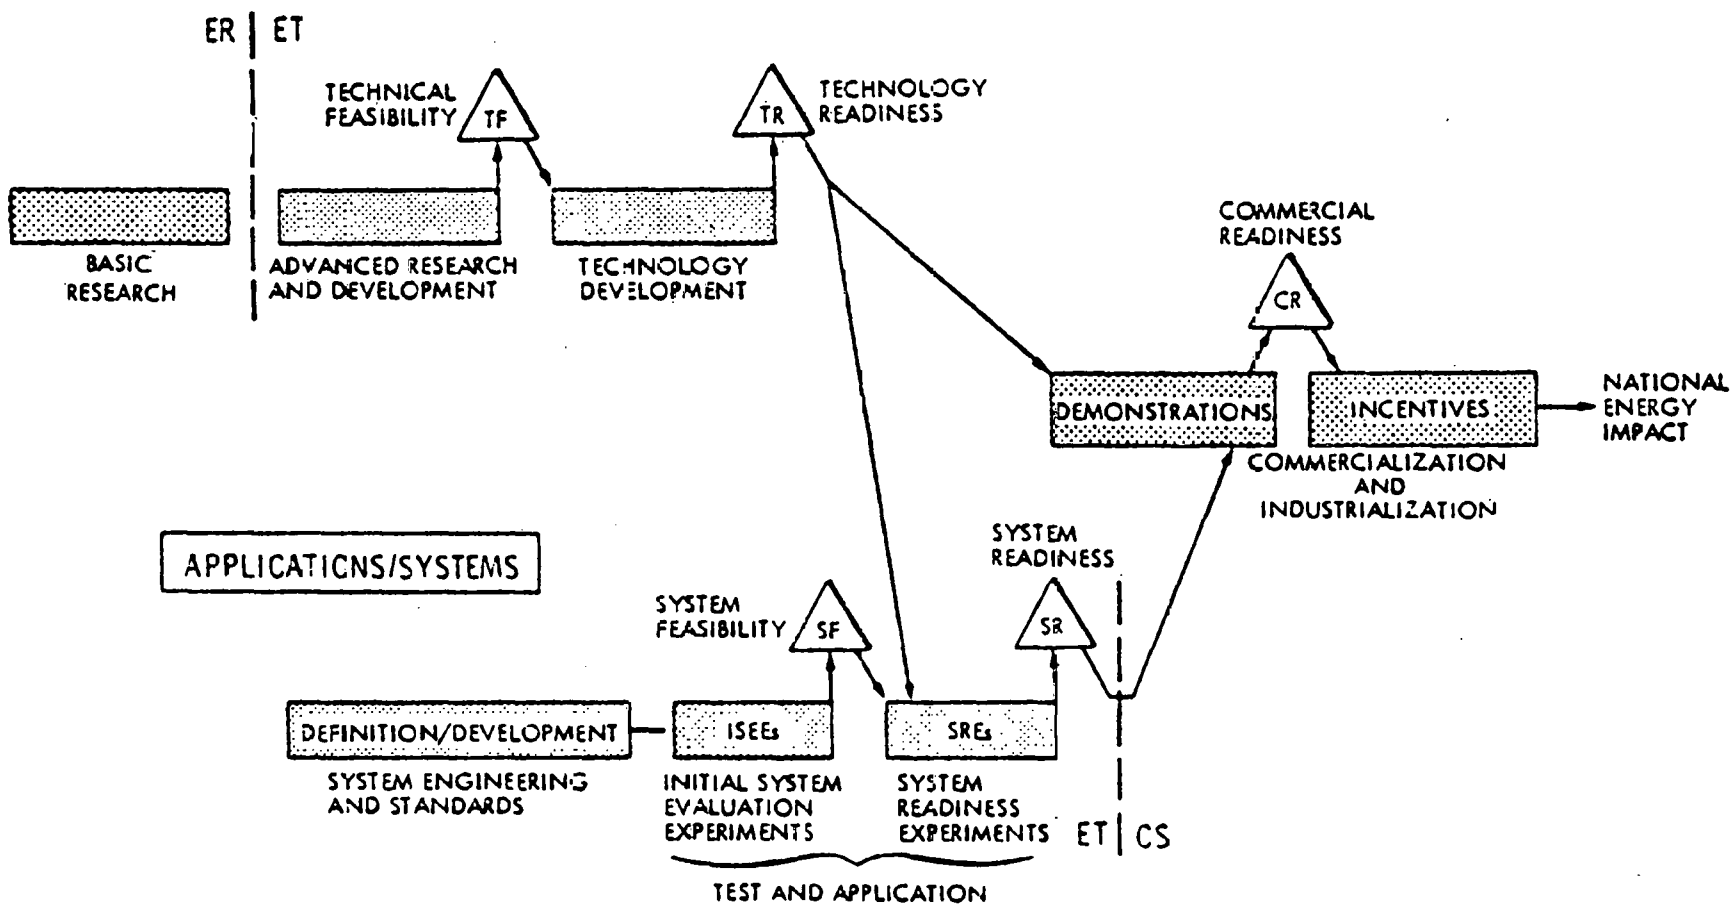 ER ET
TECHNICAL
FEASIBILITY
TF
TR
TECHNOLOGY
READINESS
BASIC
RESEARCH
ADVANCED RESEARCH
AND DEVELOPMENT
TECHNOLOGY
DEVELOPMENT
COMMERCIAL
READINESS
CR
DEMONSTRATIONS
INCENTIVES
NATIONAL
ENERGY
IMPACT
COMMERCIALIZATION
AND
INDUSTRIALIZATION
APPLICATIONS/SYSTEMS
SYSTEM
FEASIBILITY
SF
SYSTEM
READINESS
SR
DEFINITION/DEVELOPMENT
ISEEs
SREs
SYSTEM ENGINEERING
AND STANDARDS
INITIAL SYSTEM
EVALUATION
EXPERIMENTS
SYSTEM
READINESS
EXPERIMENTS
ET CS
TEST AND APPLICATION